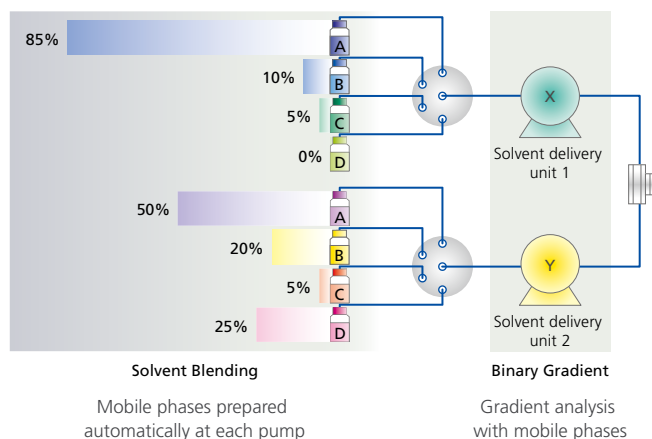 85%
A
10%
B
5%
C
0%
D
X
Solvent delivery
unit 1
50%
A
20%
B
5%
C
25%
D
Y
Solvent delivery
unit 2
Solvent Blending
Binary Gradient
Mobile phases prepared
automatically at each pump
Gradient analysis
with mobile phases